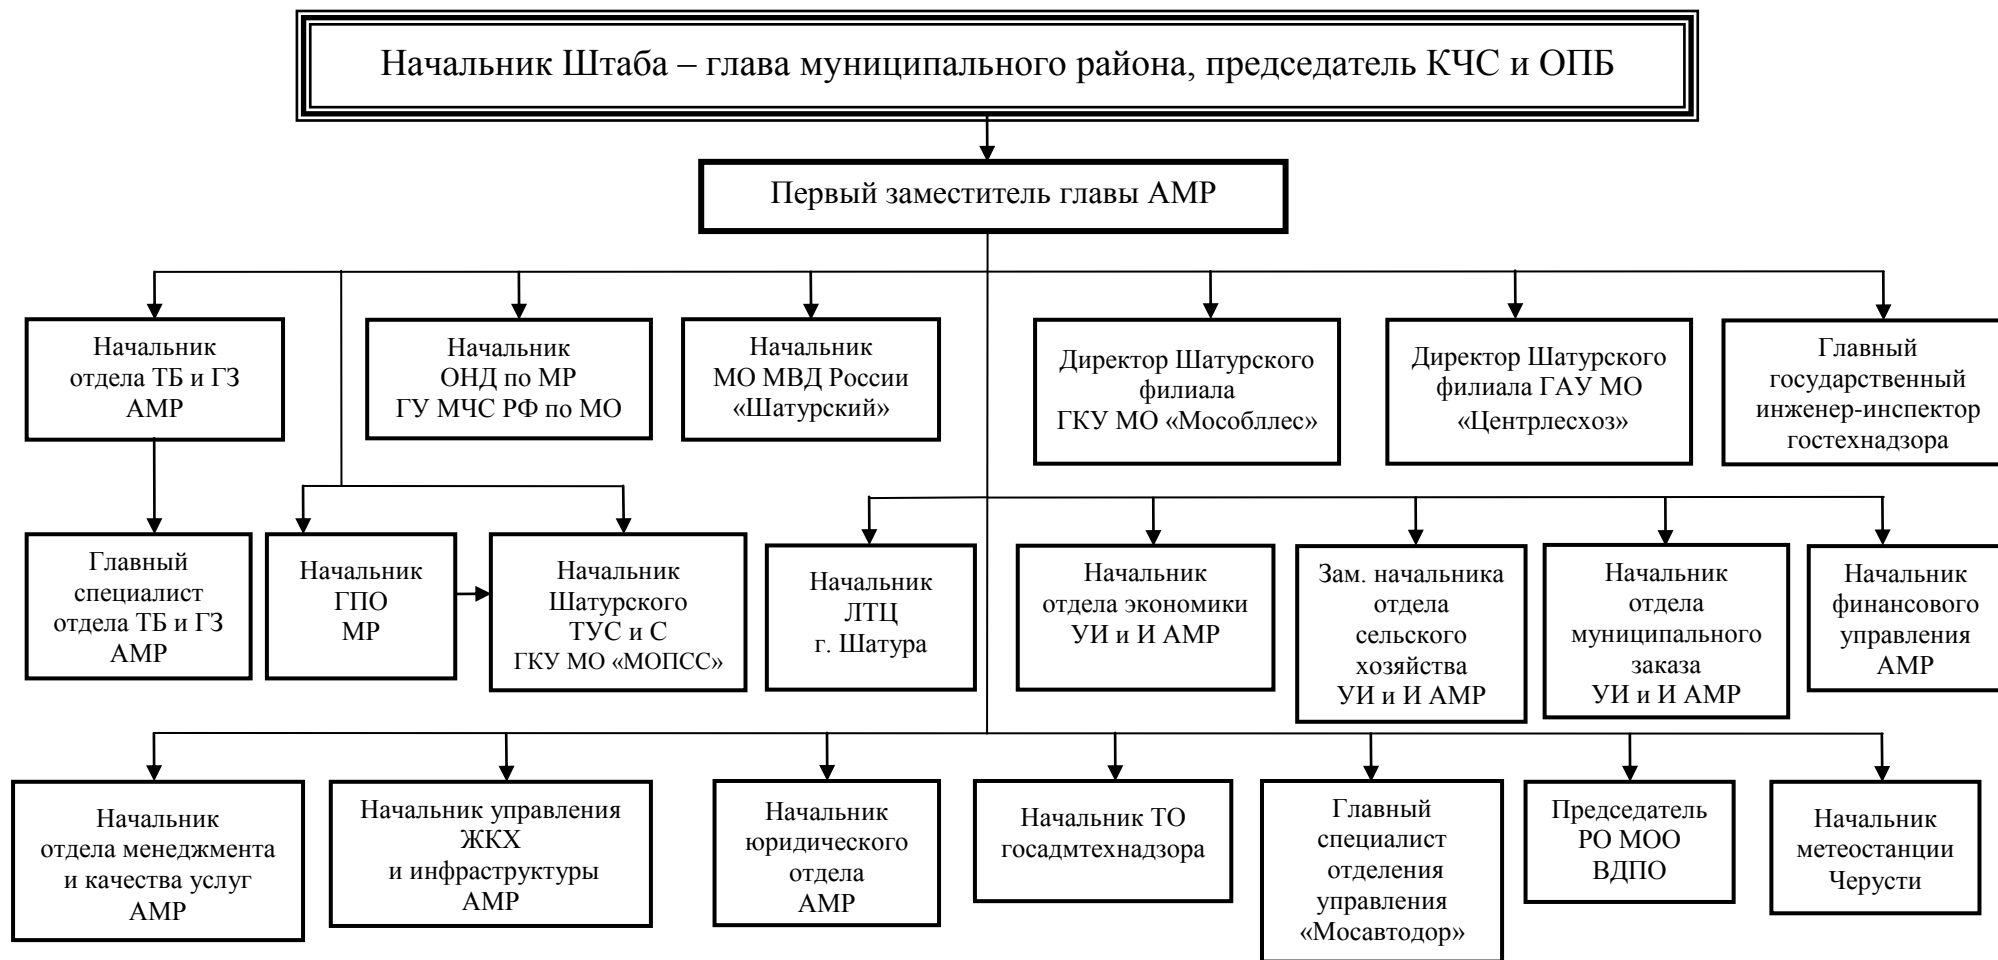 Начальник Штаба – глава муниципального района, председатель КЧС и ОПБ
Первый заместитель главы АМР
Начальник
отдела ТБ и ГЗ
АМР
Начальник
ОНД по МР
ГУ МЧС РФ по МО
Начальник
МО МВД России
«Шатурский»
Директор Шатурского
филиала
ГКУ МО «Мособллес»
Директор Шатурского
филиала ГАУ МО
«Центрлесхоз»
Главный
государственный
инженер-инспектор
гостехнадзора
Главный
специалист
отдела ТБ и ГЗ
АМР
Начальник
ГПО
МР
Начальник
Шатурского
ТУС и С
ГКУ МО «МОПСС»
Начальник
ЛТЦ
г. Шатура
Начальник
отдела экономики
УИ и И АМР
Зам. начальника
отдела
сельского
хозяйства
УИ и И АМР
Начальник
отдела
муниципального
заказа
УИ и И АМР
Начальник
финансового
управления
АМР
Начальник
отдела менеджмента
и качества услуг
АМР
Начальник управления
ЖКХ
и инфраструктуры
АМР
Начальник
юридического
отдела
АМР
Начальник ТО
госадмтехнадзора
Главный
специалист
отделения
управления
«Мосавтодор»
Председатель
РО МОО
ВДПО
Начальник
метеостанции
Черусти